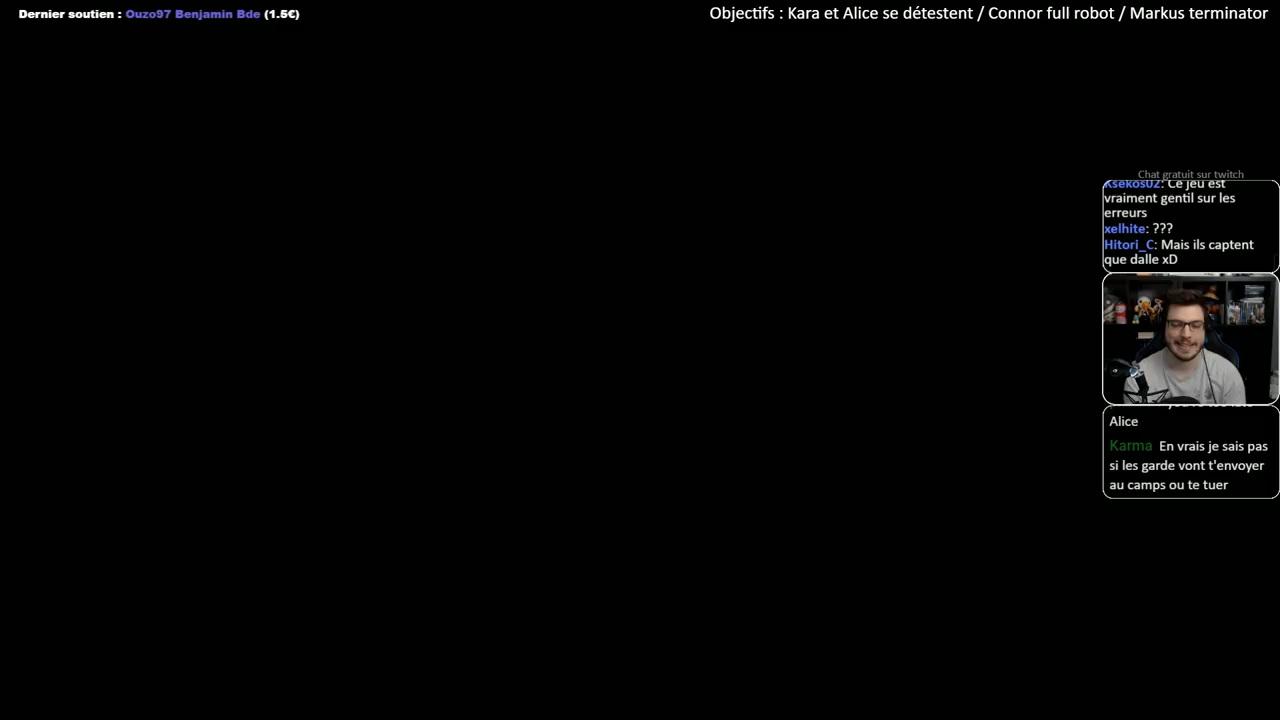 Dernier soutien : Ouzo97 Benjamin Bde (1.5€)
Objectifs : Kara et Alice se détestent / Connor full robot / Markus terminator
Chat gratuit sur twitch
Ksekos02: Ce jeu est
vraiment gentil sur les
erreurs
xelhite: ???
Hitori_C: Mais ils captent
que dalle xD
Alice
Karma En vrais je sais pas
si les garde vont t'envoyer
au camps ou te tuer